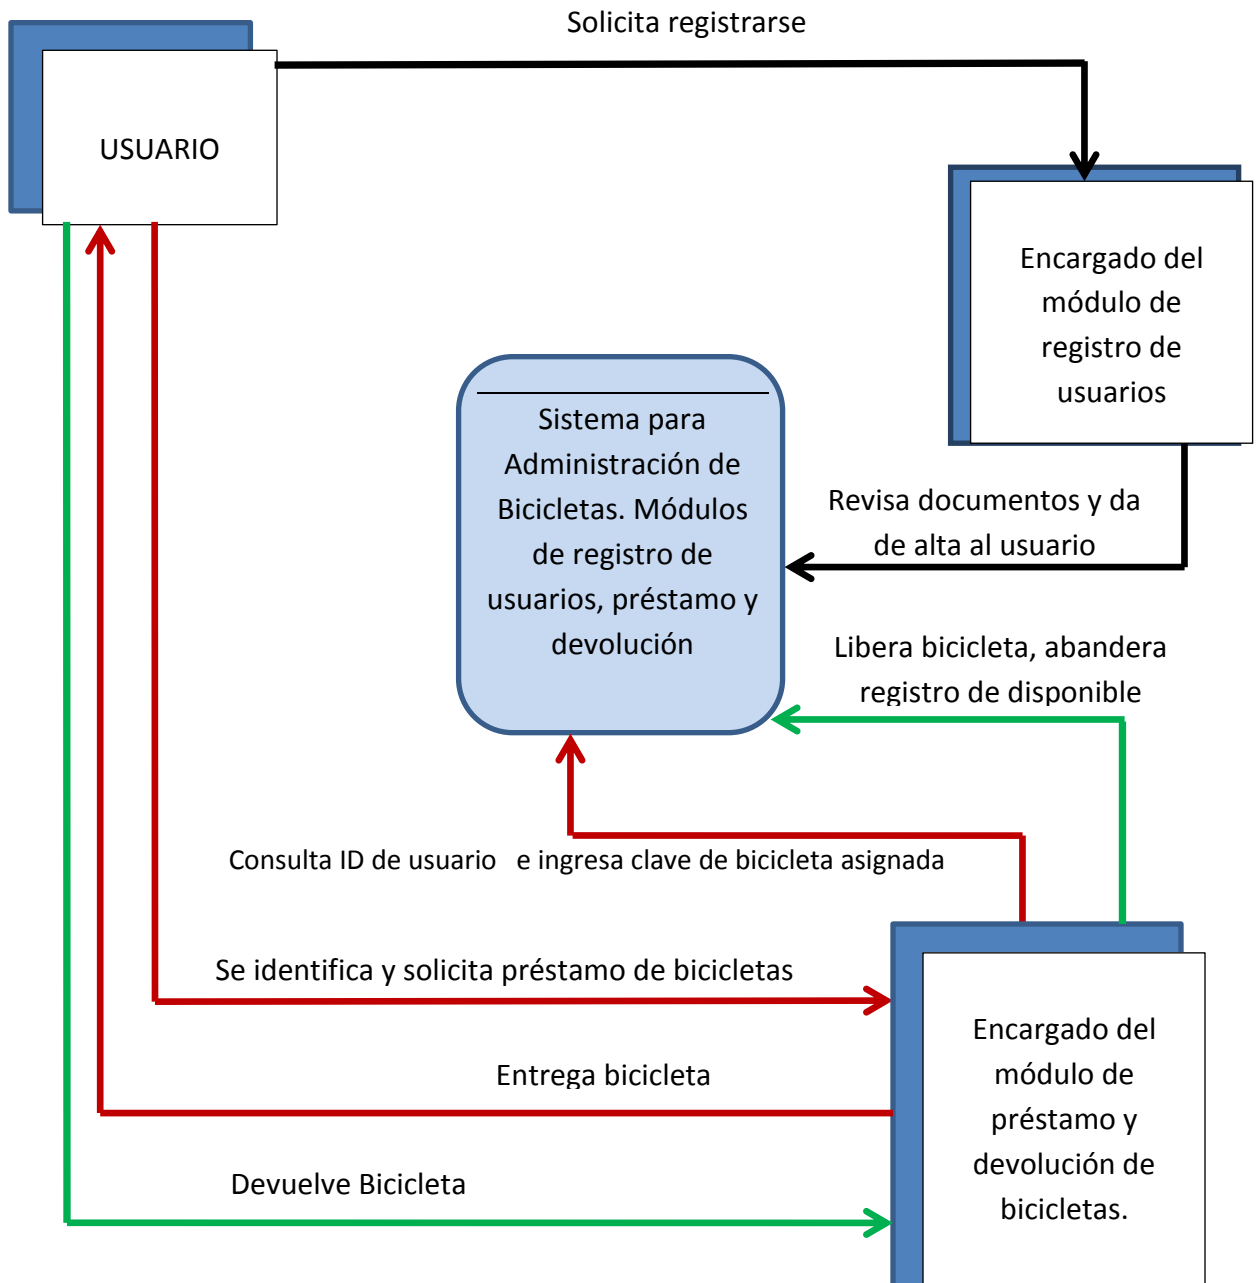 Solicita registrarse
USUARIO
Encargado del
módulo de
registro de
usuarios
Sistema para
Administración de
Bicicletas. Módulos
de registro de
usuarios, préstamo y
devolución
Revisa documentos y da
de alta al usuario
Libera bicicleta, abandera
registro de disponible
Consulta ID de usuario   e ingresa clave de bicicleta asignada
Se identifica y solicita préstamo de bicicletas
Entrega bicicleta
Devuelve Bicicleta
Encargado del
módulo de
préstamo y
devolución de
bicicletas.